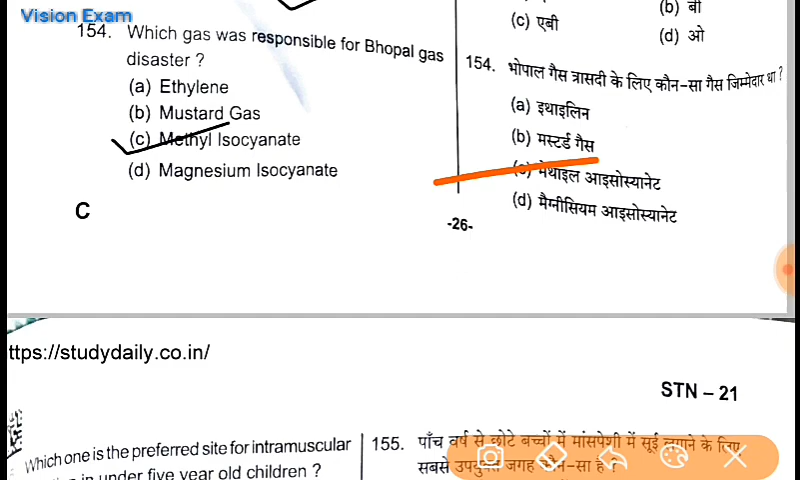 Vision Exam
154. Which gas was responsible for Bhopal gas
disaster ?
(a) Ethylene
(b) Mustard Gas
(c) Methyl Isocyanate
(d) Magnesium Isocyanate
C
(b) बी
(c) एबी
(d) ओ
154. भोपाल गैस त्रासदी के लिए कौन-सा गैस जिम्मेदार था ?
(a) इथाइलिन
(b) मस्टर्ड गैस
(c) मेथाइल आइसोस्यानेट
(d) मैग्नीसियम आइसोस्यानेट
-26-
ttps://studydaily.co.in/
STN – 21
Which one is the preferred site for intramuscular
in under five year old children ?
155. पाँच वर्ष से छोटे बच्चों में मांसपेशी में सूई लगाने के लिए
सबसे उपयुक्त जगह कौन-सा है ?